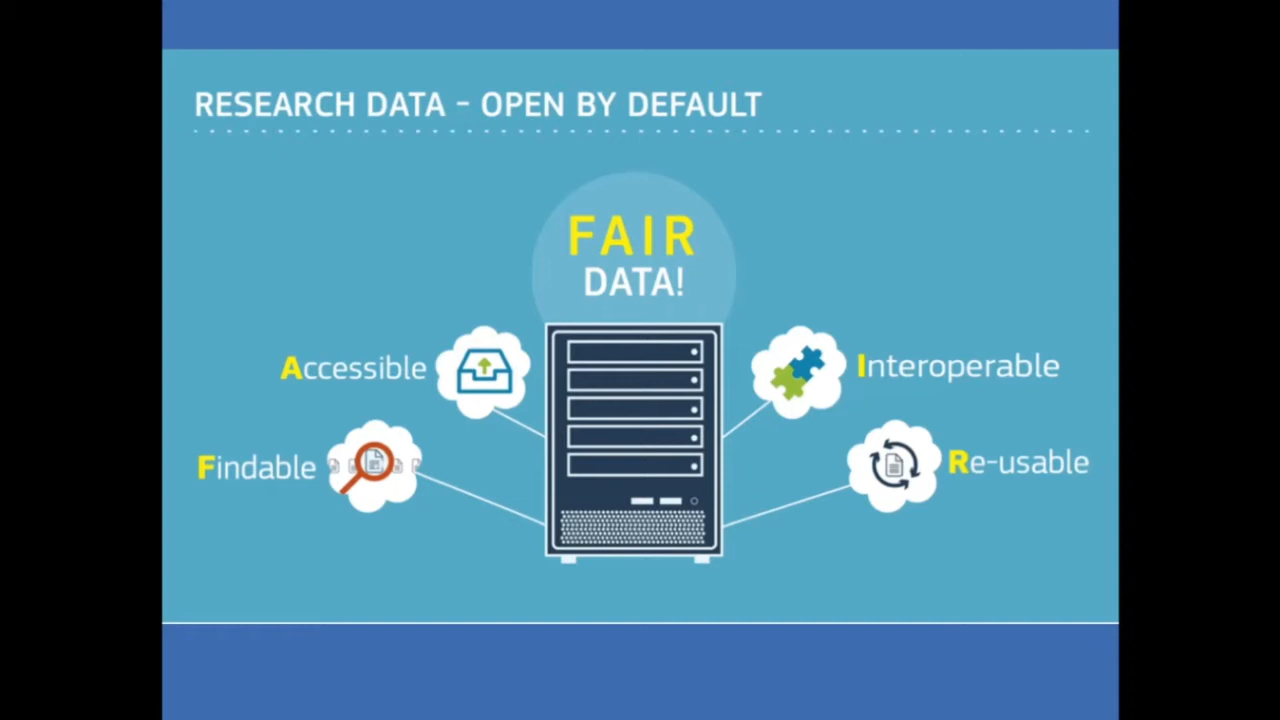 RESEARCH DATA - OPEN BY DEFAULT
FAIR
DATA!
Accessible
Interoperable
Findable
Re-usable